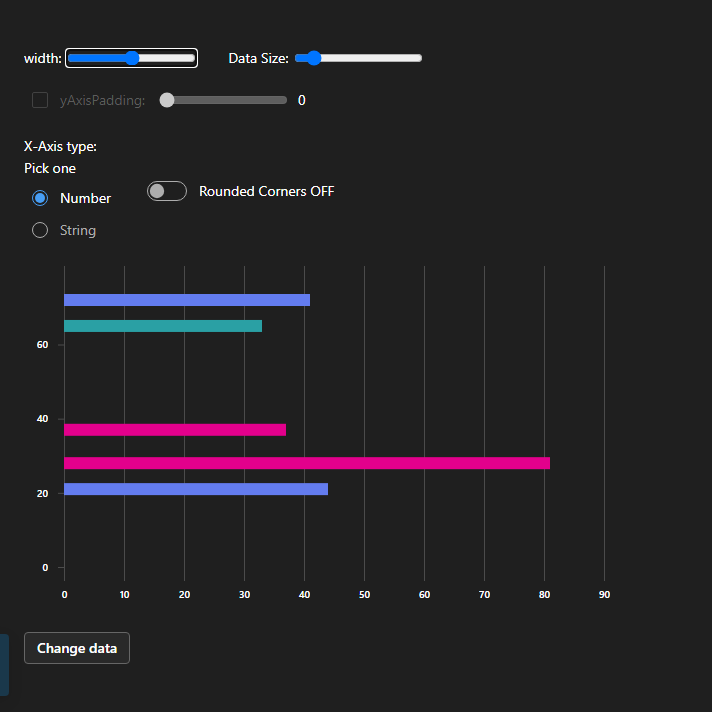 width: Data Size:
yAxisPadding: 0
X-Axis type:
Pick one
Number Rounded Corners OFF
String
60
40
20
0
0 10 20 30 40 50 60 70 80 90
Change data